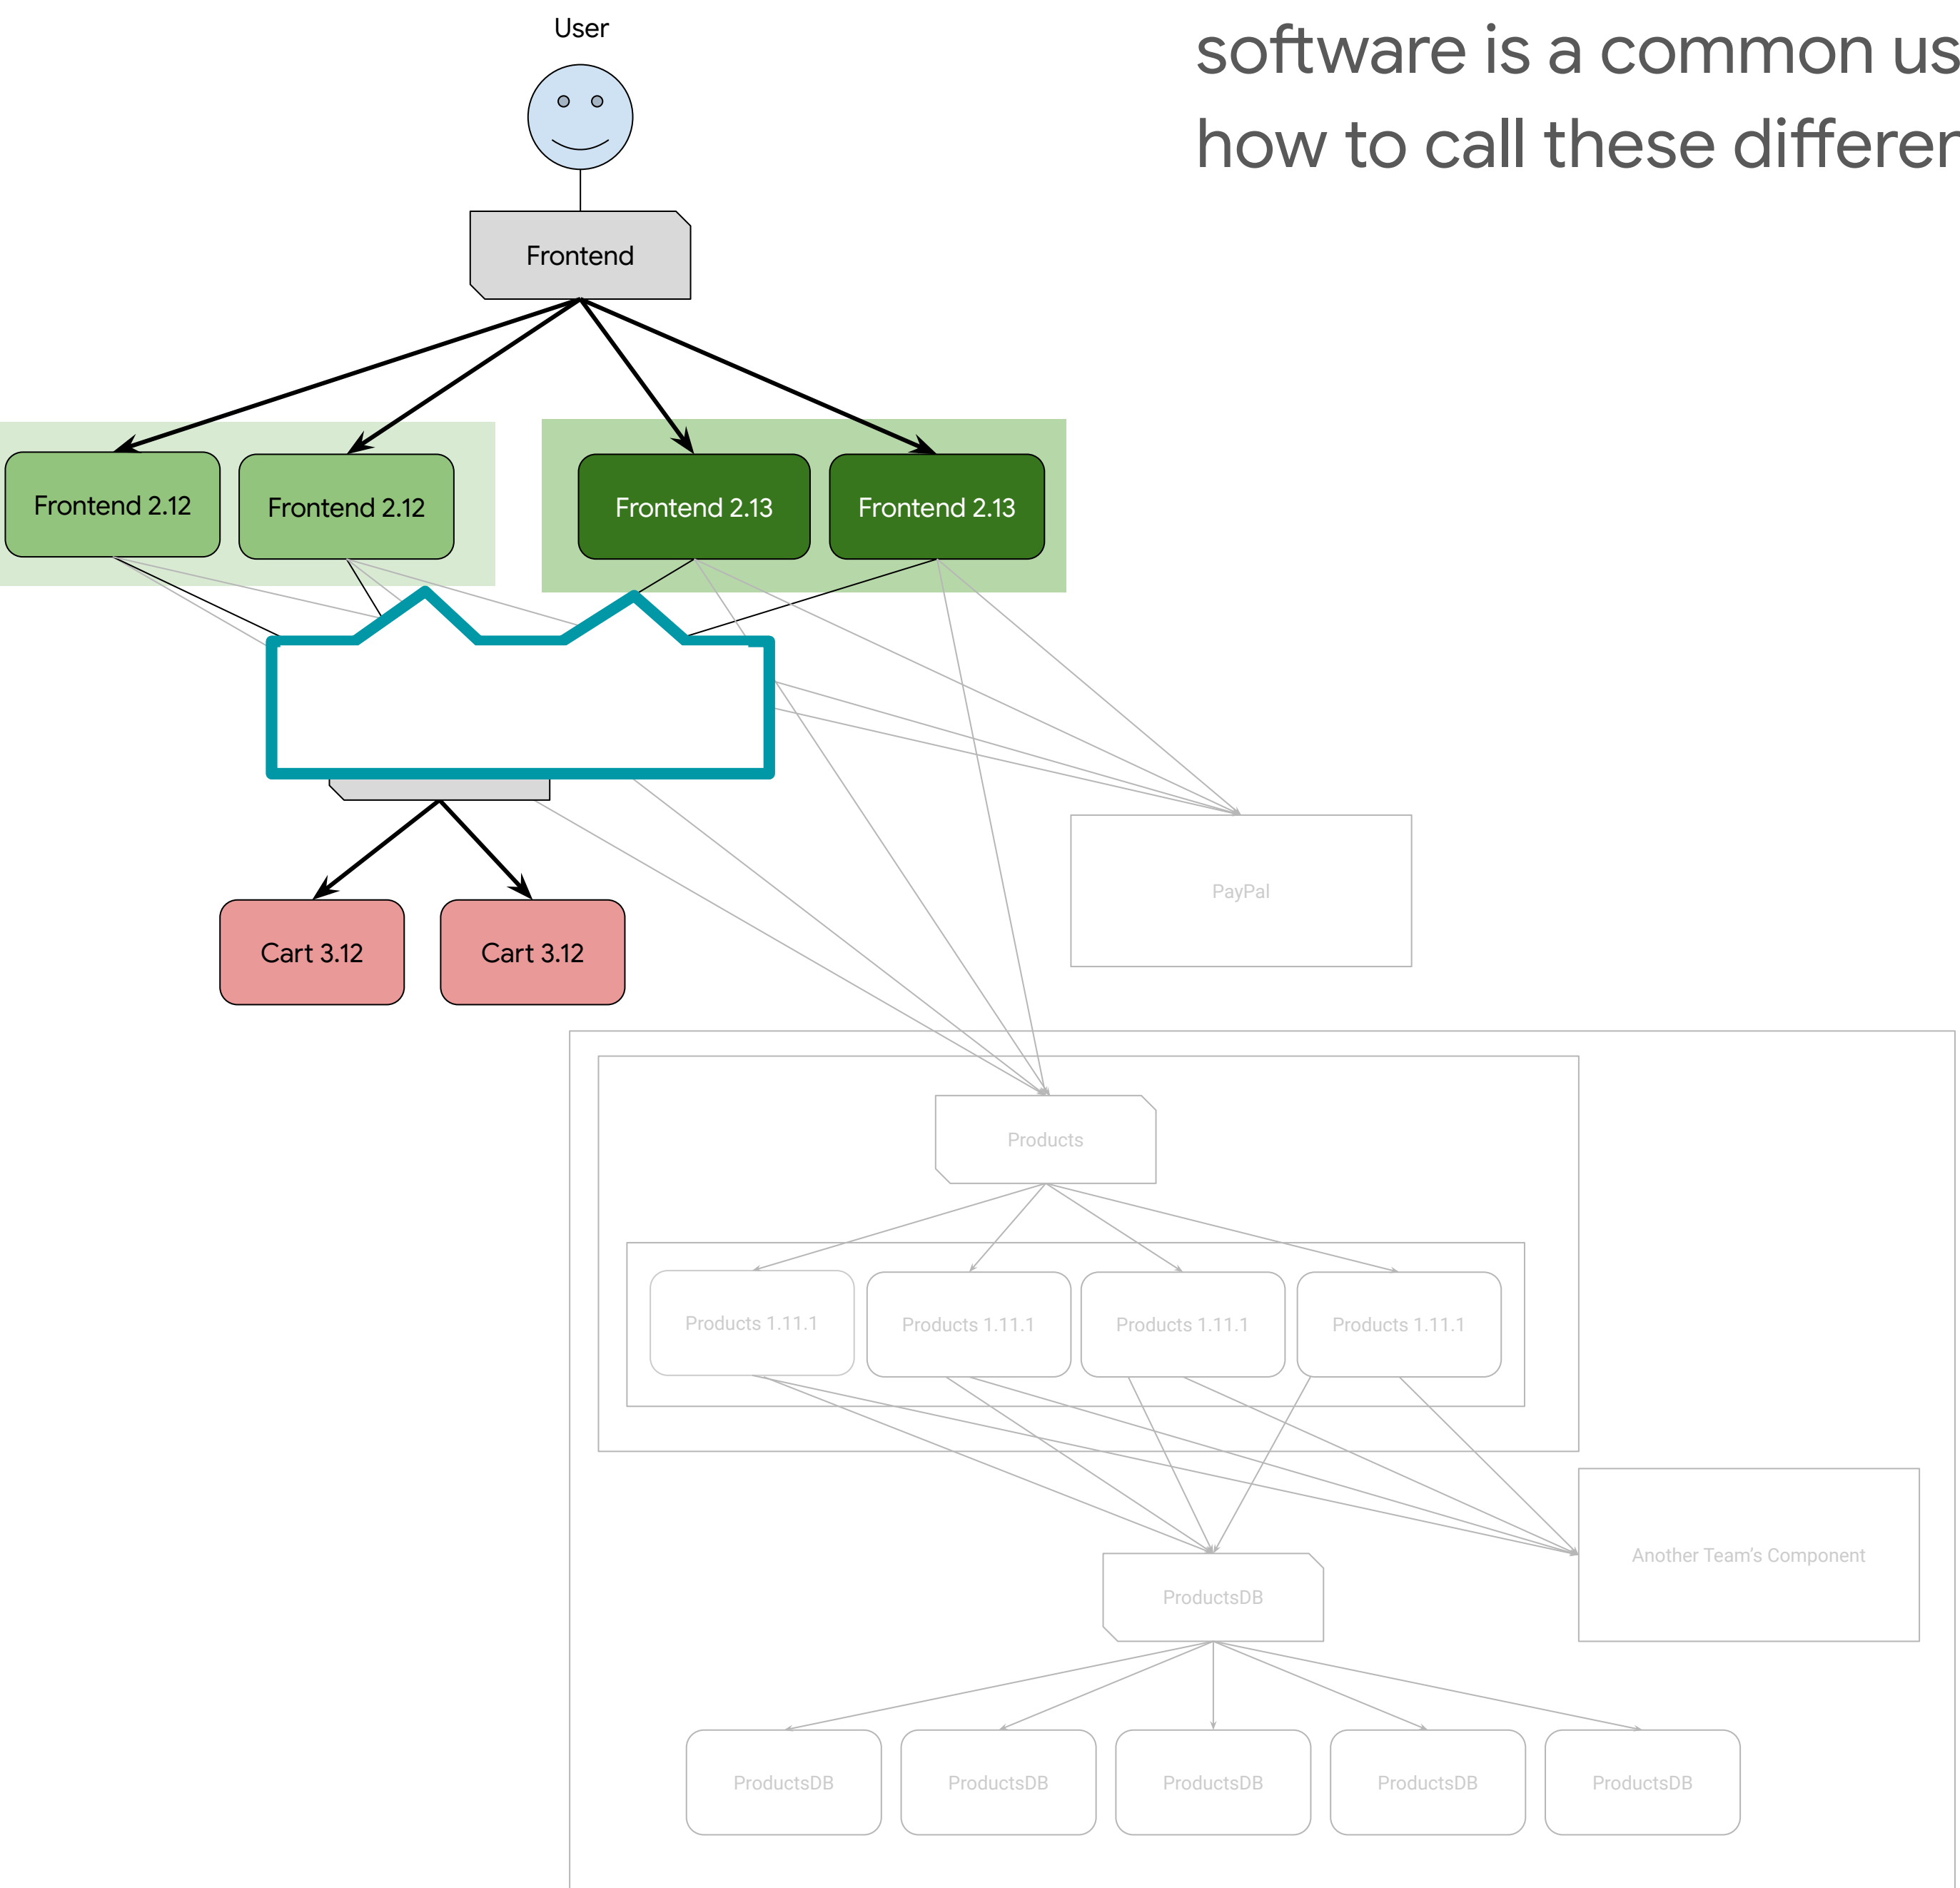 User
software is a common us
how to call these differen
Frontend
Frontend 2.12
Frontend 2.12
Frontend 2.13
Frontend 2.13
PayPal
Cart 3.12
Cart 3.12
Products
Products 1.11.1
Products 1.11.1
Products 1.11.1
Products 1.11.1
Another Team’s Component
ProductsDB
ProductsDB
ProductsDB
ProductsDB
ProductsDB
ProductsDB